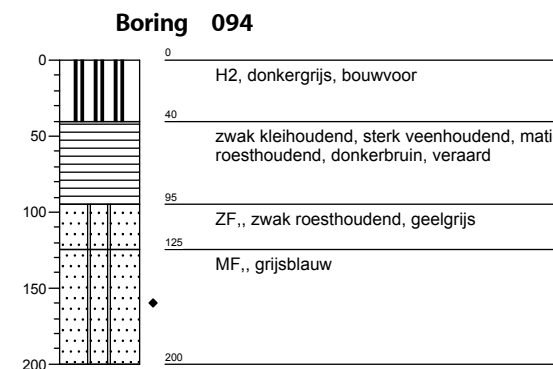 Boring 094
0
0
H2, donkergrijs, bouwvoor
40
50
zwak kleihoudend, sterk veenhoudend, mati
roesthoudend, donkerbruin, veraard
95
100
ZF,, zwak roesthoudend, geelgrijs
125
MF,, grijsblauw
150
200
200